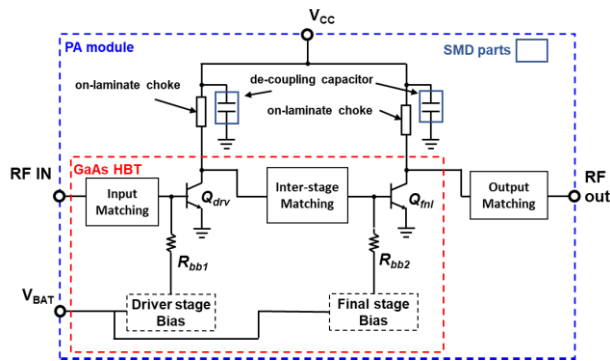 V_CC
PA module
SMD parts
on-laminate choke
de-coupling capacitor
on-laminate choke
RF IN
GaAs HBT
RF
out
Input
Matching
Q_drv
Inter-stage
Matching
Q_fnl
Output
Matching
R_bb1
R_bb2
V_BAT
Driver stage
Bias
Final stage
Bias